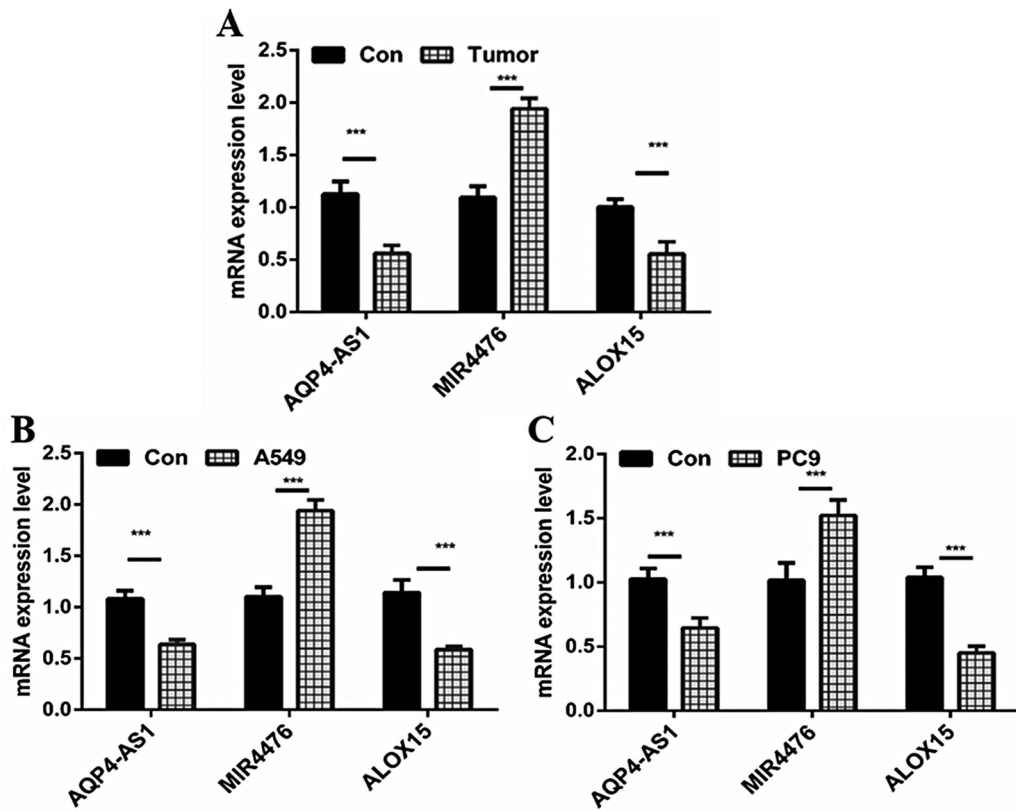 A
Con Tumor
mRNA expression level
2.5
2.0
1.5
1.0
0.5
0.0
***
***
***
AQP4-AS1
MIR4476
ALOX15
B
Con A549
mRNA expression level
2.5
2.0
1.5
1.0
0.5
0.0
***
***
***
AQP4-AS1
MIR4476
ALOX15
C
Con PC9
mRNA expression level
2.0
1.5
1.0
0.5
0.0
***
***
***
AQP4-AS1
MIR4476
ALOX15